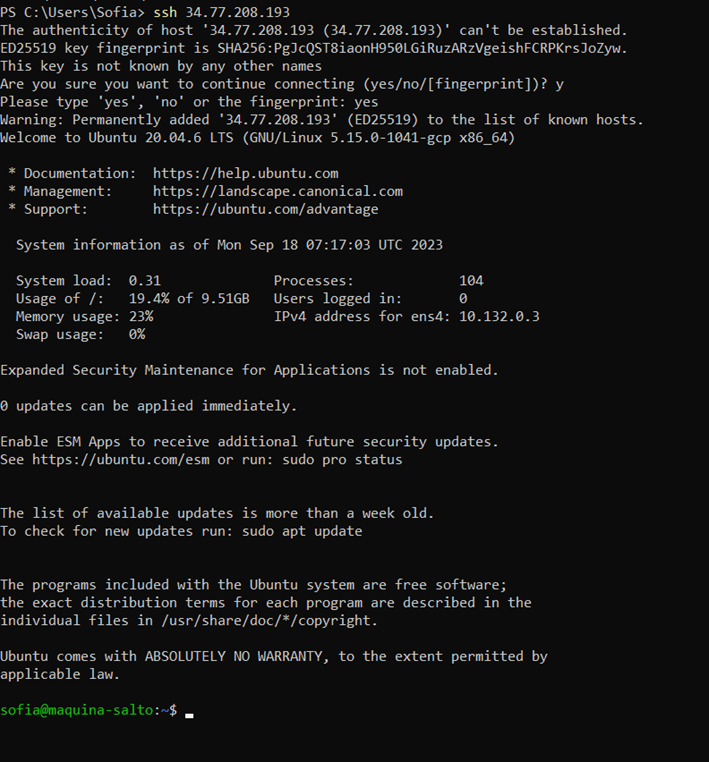 PS C:\Users\Sofia> ssh 34.77.208.193
The authenticity of host '34.77.208.193 (34.77.208.193)' can't be established.
ED25519 key fingerprint is SHA256:PgJcQST8iaonH950LGiRuzARzVgeishFCRPKrsJoZyw.
This key is not known by any other names
Are you sure you want to continue connecting (yes/no/[fingerprint])? y
Please type 'yes', 'no' or the fingerprint: yes
Warning: Permanently added '34.77.208.193' (ED25519) to the list of known hosts.
Welcome to Ubuntu 20.04.6 LTS (GNU/Linux 5.15.0-1041-gcp x86_64)

 * Documentation:  https://help.ubuntu.com
 * Management:     https://landscape.canonical.com
 * Support:        https://ubuntu.com/advantage

  System information as of Mon Sep 18 07:17:03 UTC 2023

  System load:  0.31              Processes:             104
  Usage of /:   19.4% of 9.51GB   Users logged in:       0
  Memory usage: 23%               IPv4 address for ens4: 10.132.0.3
  Swap usage:   0%

Expanded Security Maintenance for Applications is not enabled.

0 updates can be applied immediately.

Enable ESM Apps to receive additional future security updates.
See https://ubuntu.com/esm or run: sudo pro status

The list of available updates is more than a week old.
To check for new updates run: sudo apt update

The programs included with the Ubuntu system are free software;
the exact distribution terms for each program are described in the
individual files in /usr/share/doc/*/copyright.

Ubuntu comes with ABSOLUTELY NO WARRANTY, to the extent permitted by
applicable law.

sofia@maquina-salto:~$